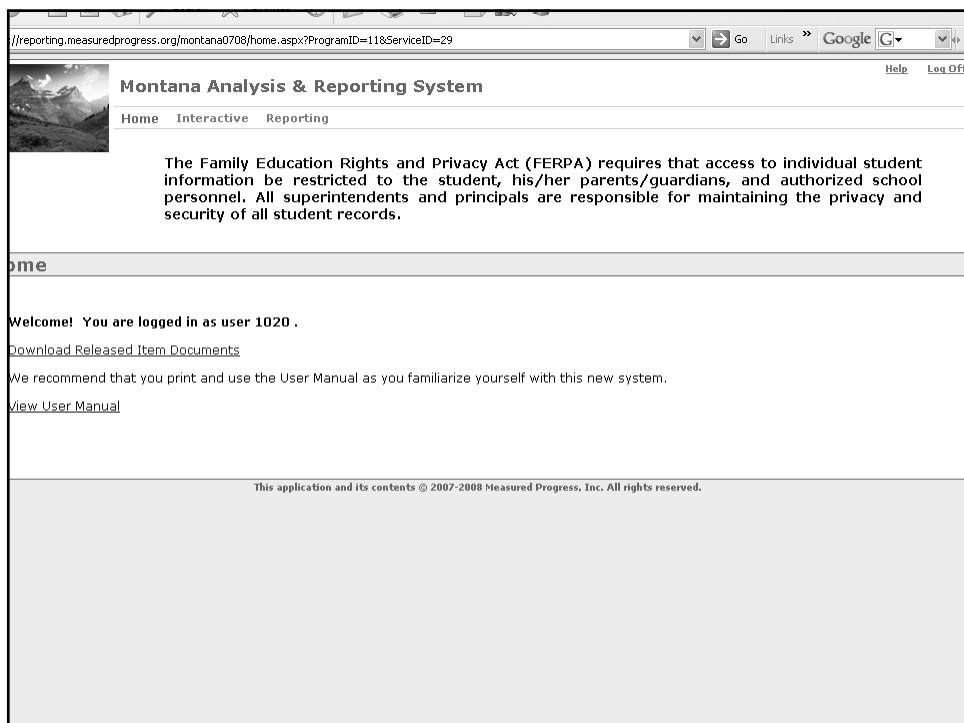 ://reporting.measuredprogress.org/montana0708/home.aspx?ProgramID=11&ServiceID=29
Go Links » Google G
Help Log Off
Montana Analysis & Reporting System
Home Interactive Reporting
The Family Education Rights and Privacy Act (FERPA) requires that access to individual student
information be restricted to the student, his/her parents/guardians, and authorized school
personnel. All superintendents and principals are responsible for maintaining the privacy and
security of all student records.
ome
Welcome! You are logged in as user 1020 .
Download Released Item Documents
We recommend that you print and use the User Manual as you familiarize yourself with this new system.
View User Manual
This application and its contents © 2007-2008 Measured Progress, Inc. All rights reserved.